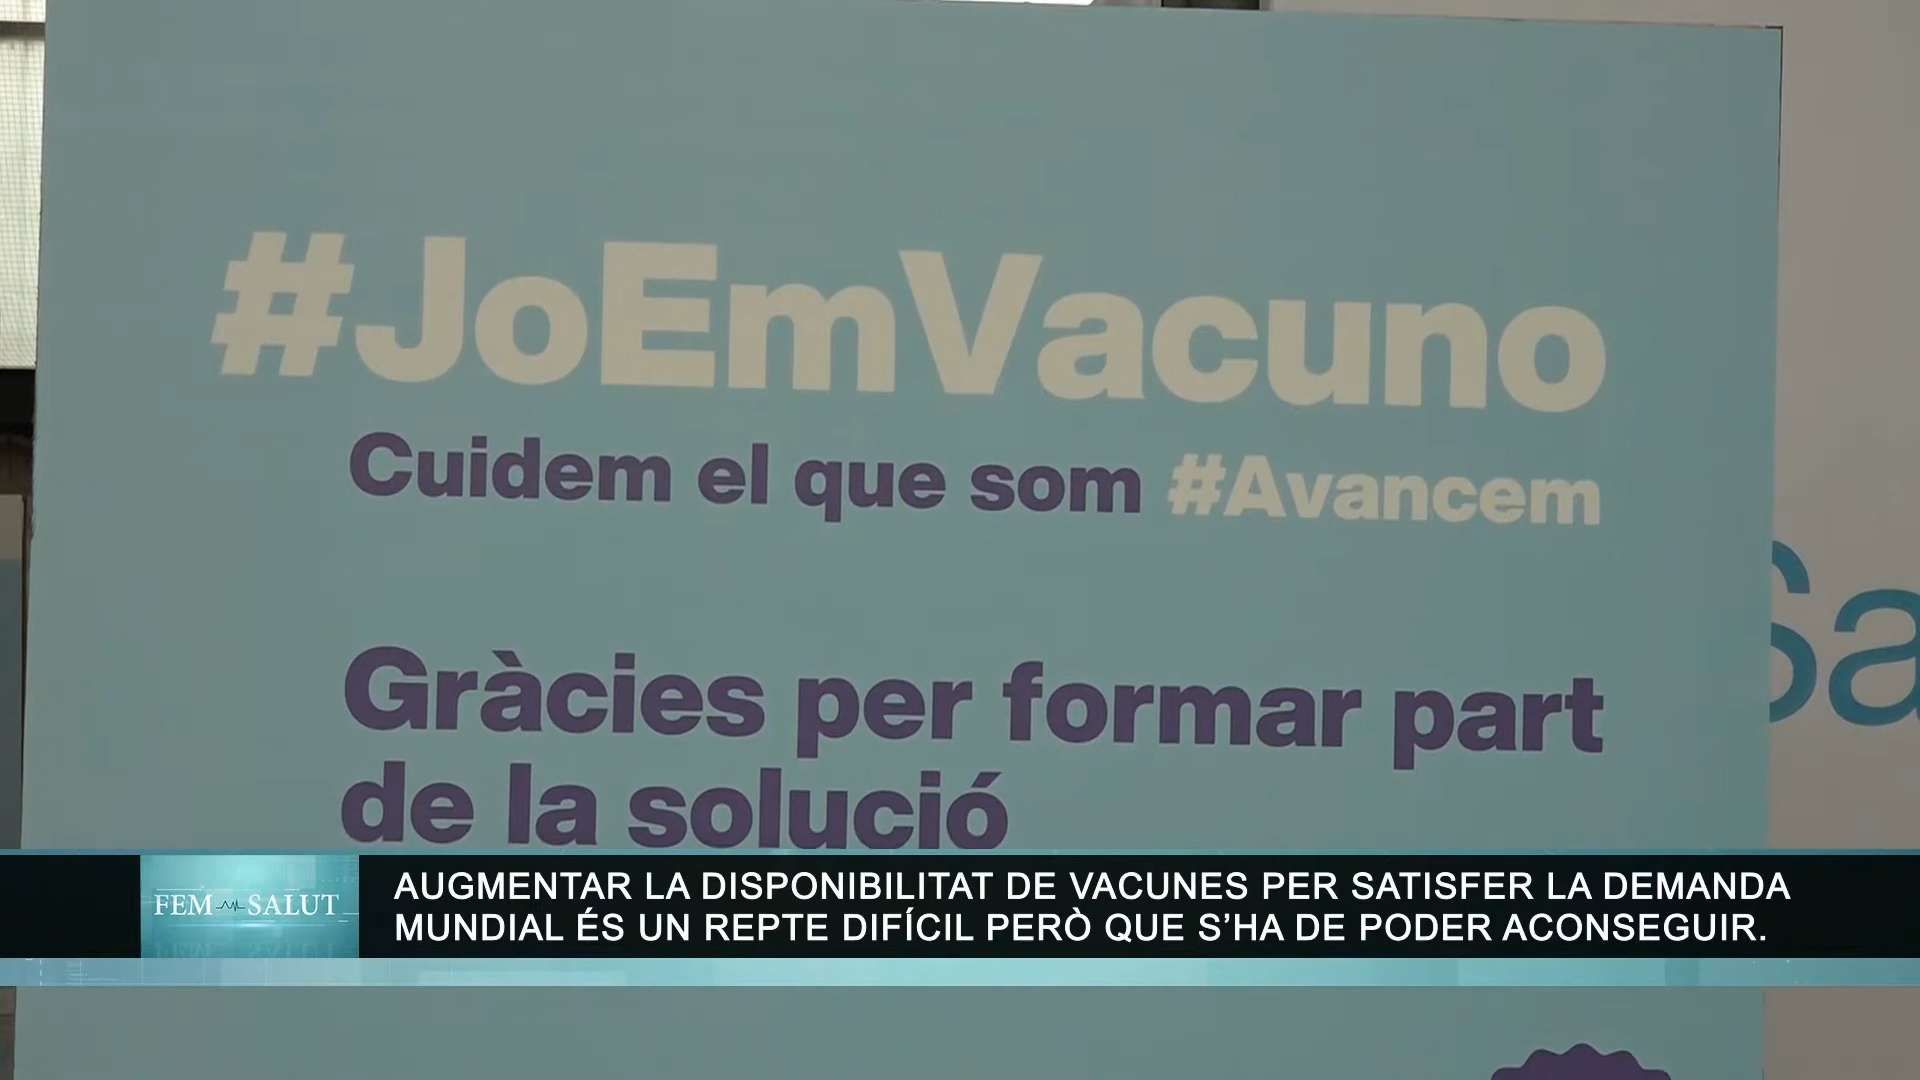 #JoEmVacuno
Cuidem el que som #Avancem
Gràcies per formar part
de la solució
Sa
FEM SALUT
AUGMENTAR LA DISPONIBILITAT DE VACUNES PER SATISFER LA DEMANDA
MUNDIAL ÉS UN REPTE DIFÍCIL PERÒ QUE S’HA DE PODER ACONSEGUIR.